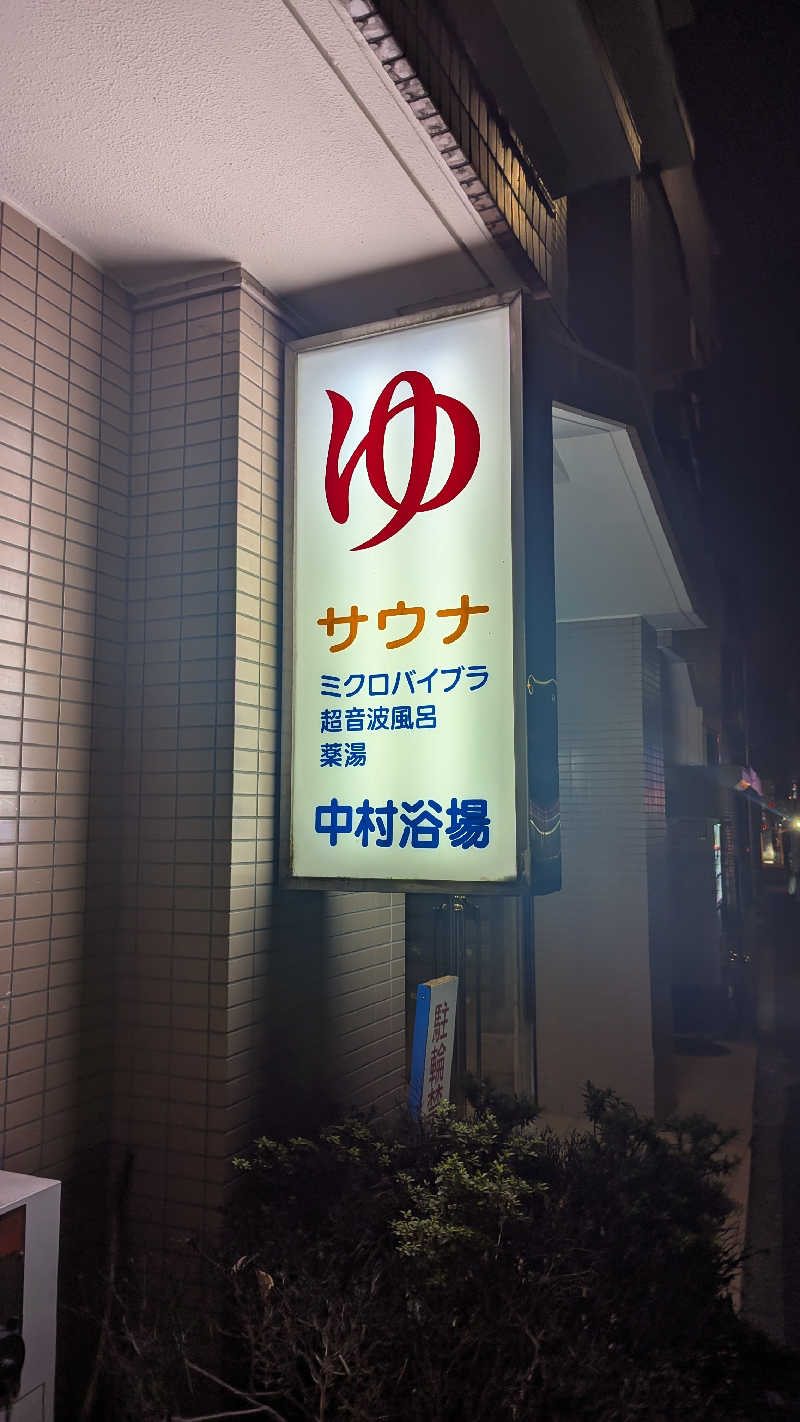 ゆ
サウナ
ミクロバイブラ
超音波風呂
薬湯
中村浴場
駐輪禁